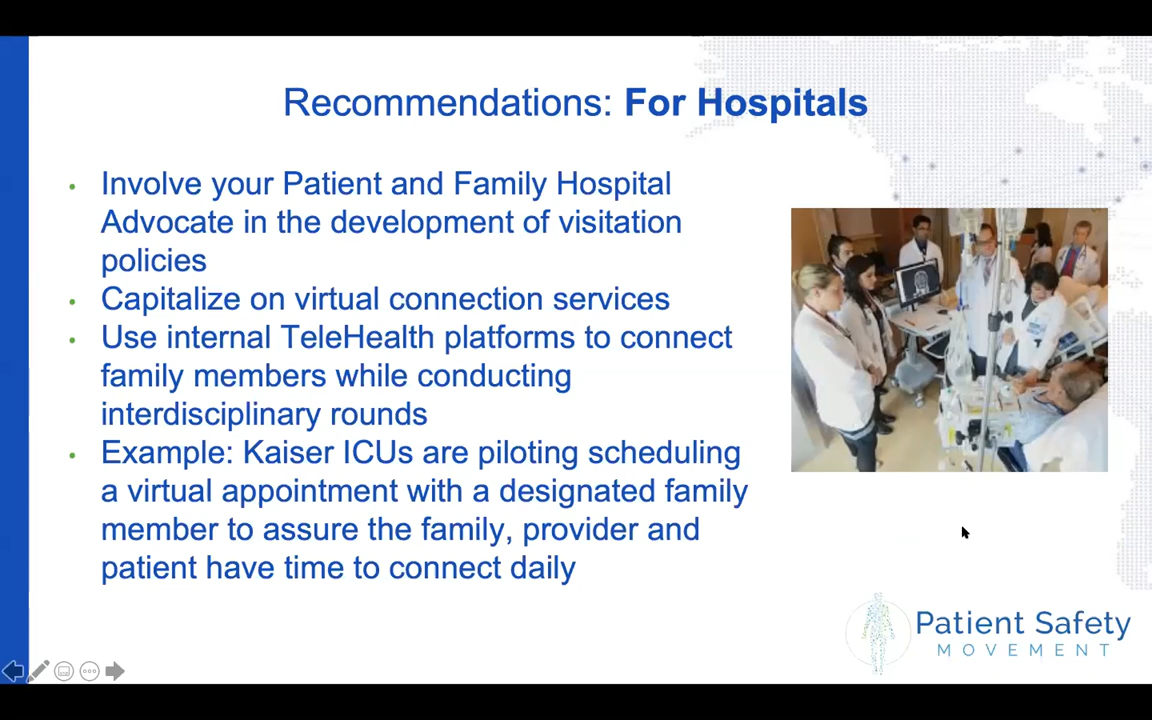 Recommendations: For Hospitals
• Involve your Patient and Family Hospital
Advocate in the development of visitation
policies
• Capitalize on virtual connection services
• Use internal TeleHealth platforms to connect
family members while conducting
interdisciplinary rounds
• Example: Kaiser ICUs are piloting scheduling
a virtual appointment with a designated family
member to assure the family, provider and
patient have time to connect daily
Patient Safety
MOVEMENT